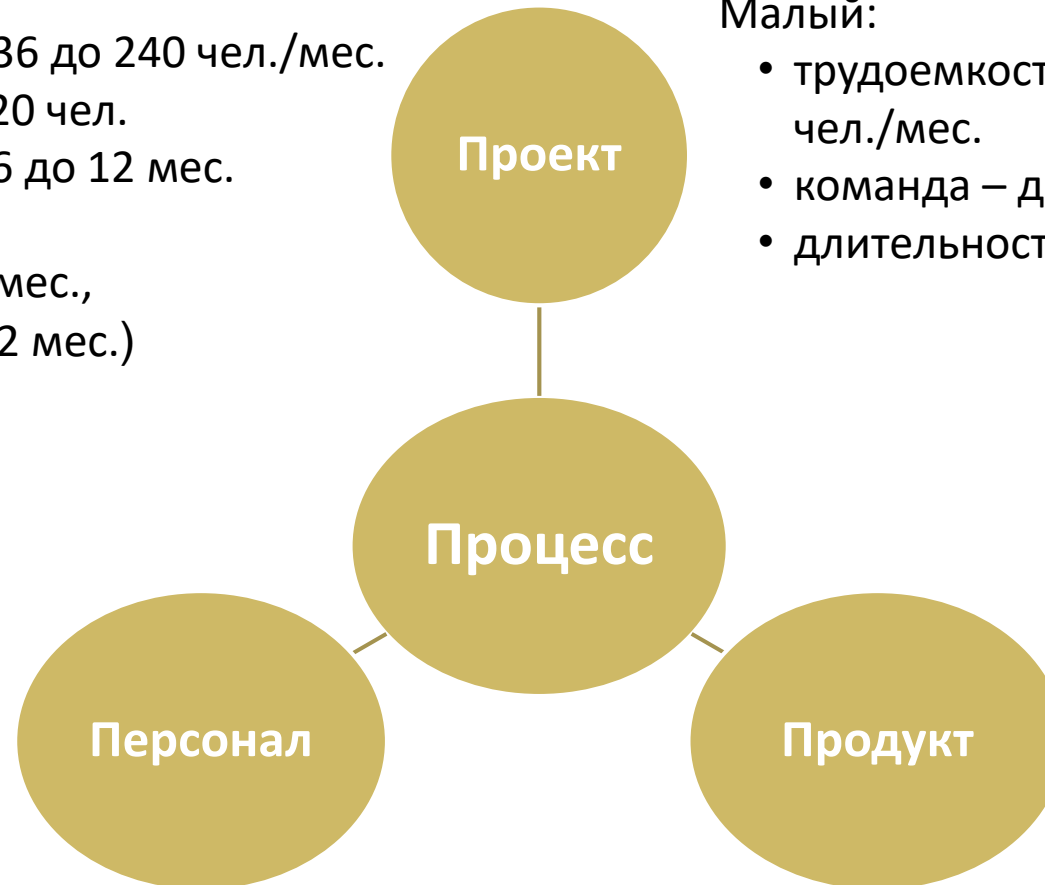 36 до 240 чел./мес.
20 чел.
6 до 12 мес.
мес.,
2 мес.)
Проект
Малый:
• трудоемкост
чел./мес.
• команда – д
• длительност
Процесс
Персонал
Продукт